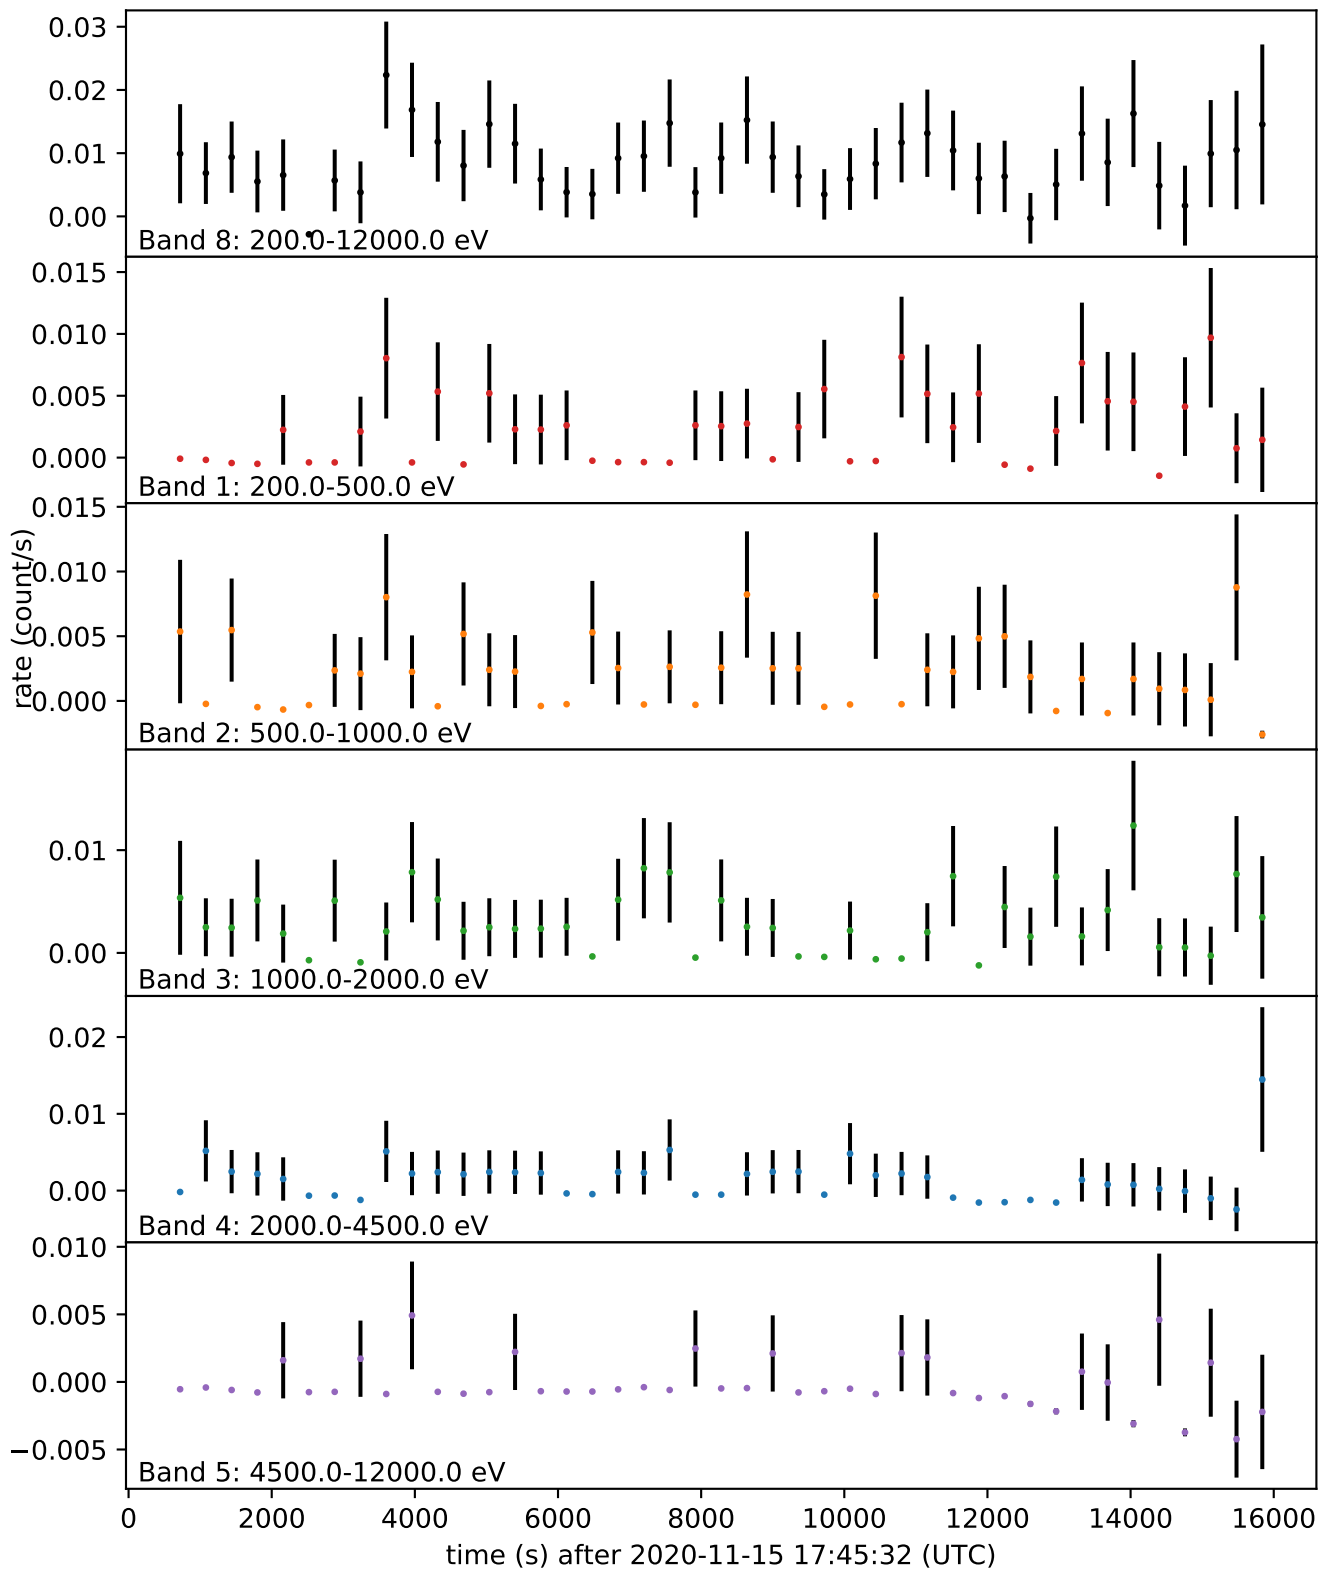 0.03
0.02
0.01
0.00
Band 8: 200.0-12000.0 eV
0.015
0.010
0.005
0.000
Band 1: 200.0-500.0 eV
rate (count/s)
0.015
0.010
0.005
0.000
Band 2: 500.0-1000.0 eV
0.01
0.00
Band 3: 1000.0-2000.0 eV
0.02
0.01
0.00
Band 4: 2000.0-4500.0 eV
0.010
0.005
0.000
−0.005
Band 5: 4500.0-12000.0 eV
0 2000 4000 6000 8000 10000 12000 14000 16000
time (s) after 2020-11-15 17:45:32 (UTC)